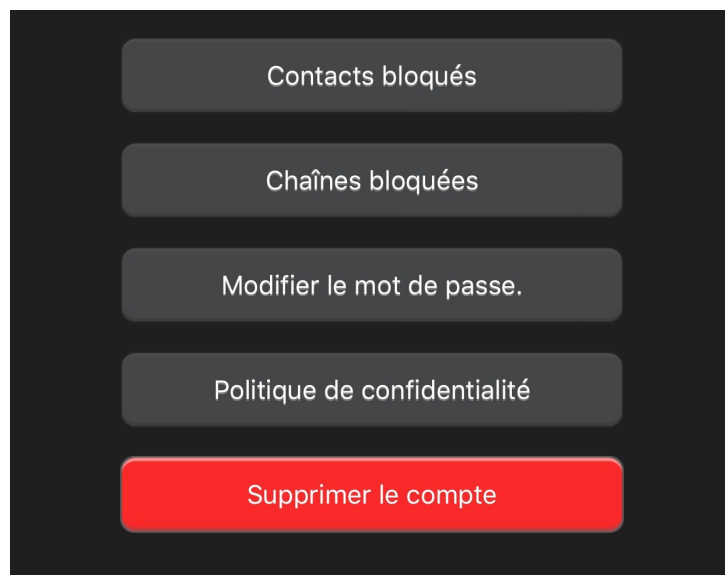 Contacts bloqués
Chaînes bloquées
Modifier le mot de passe.
Politique de confidentialité
Supprimer le compte